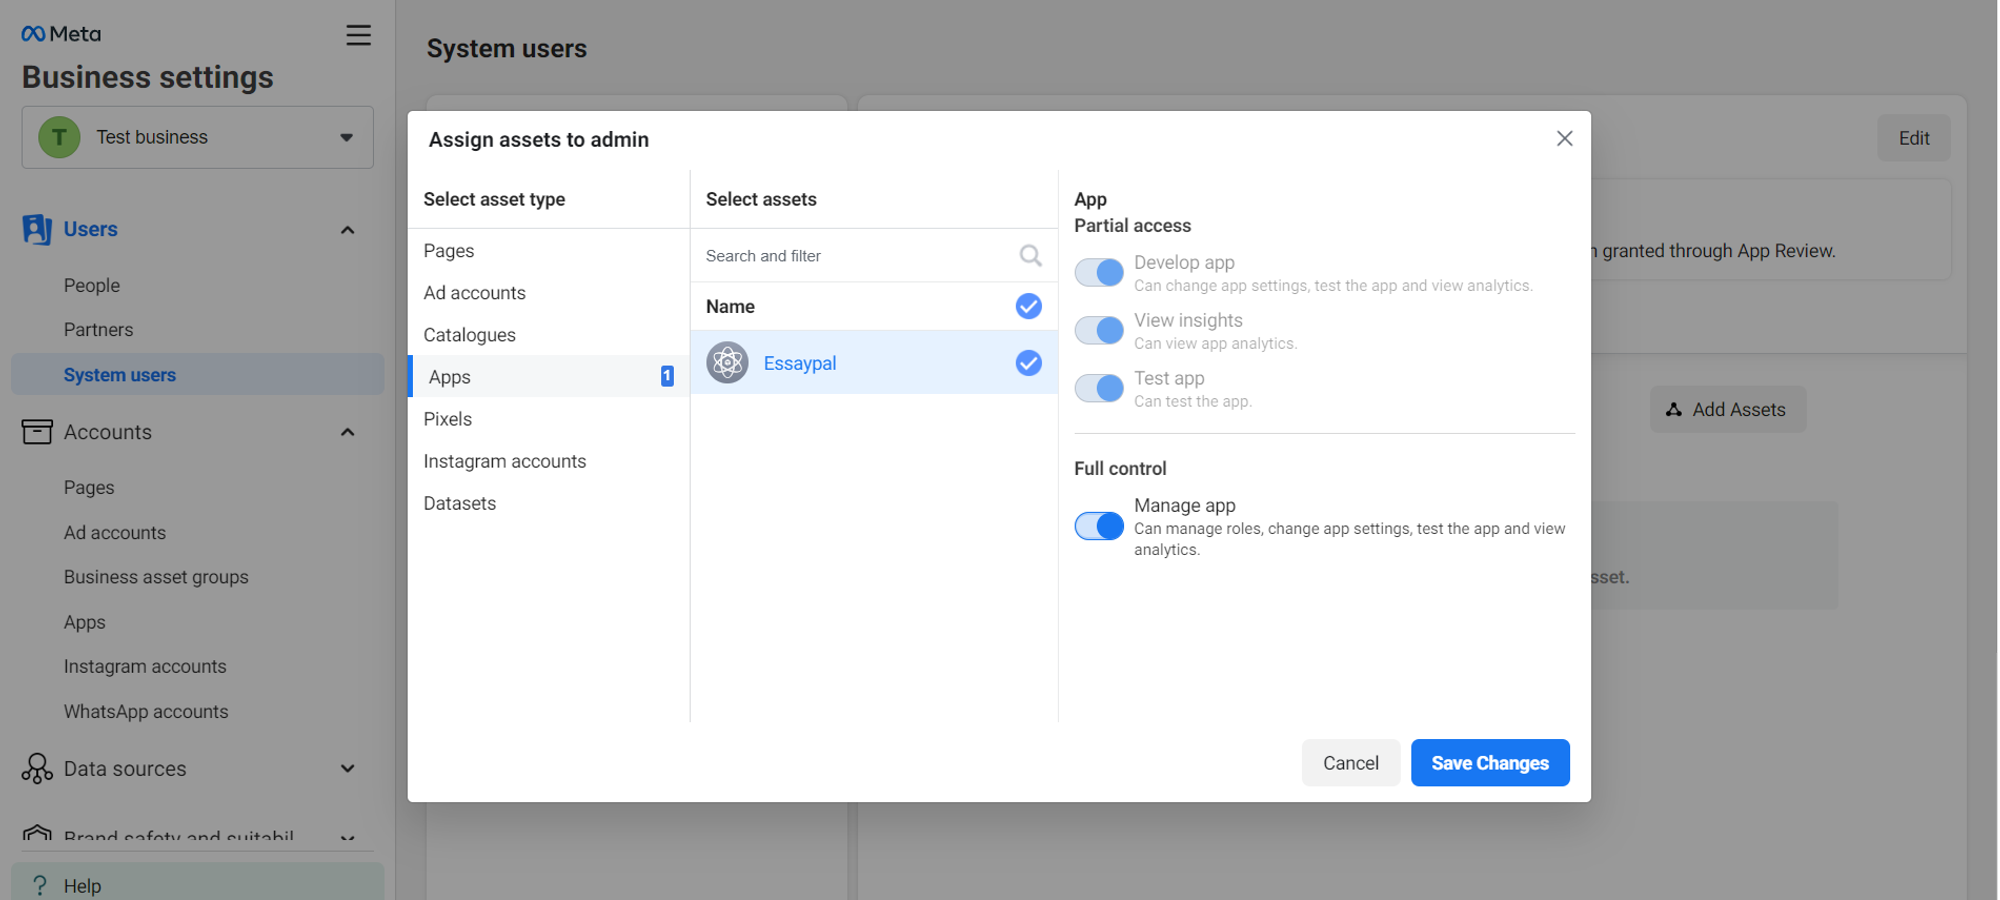 Meta
Business settings
T
Test business
Users
People
Partners
System users
Accounts
Pages
Ad accounts
Business asset groups
Apps
Instagram accounts
WhatsApp accounts
Data sources
Brand safety and suitabil
? Help
System users
Edit
granted through App Review.
Add Assets
sset.
Assign assets to admin
Select asset type
Pages
Ad accounts
Catalogues
Apps 1
Pixels
Instagram accounts
Datasets
Select assets
Search and filter
Name
Essaypal
App
Partial access
Develop app
Can change app settings, test the app and view analytics.
View insights
Can view app analytics.
Test app
Can test the app.
Full control
Manage app
Can manage roles, change app settings, test the app and view
analytics.
Cancel
Save Changes